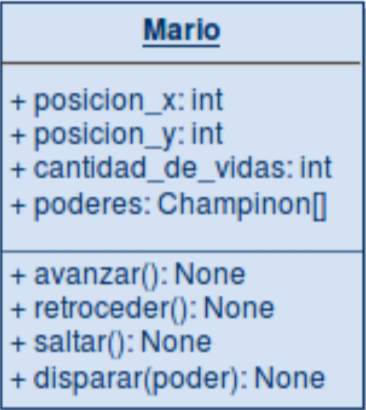 Mario
+ posicion_x: int
+ posicion_y: int
+ cantidad_de_vidas: int
+ poderes: Champinon[]
+ avanzar(): None
+ retroceder(): None
+ saltar(): None
+ disparar(poder): None